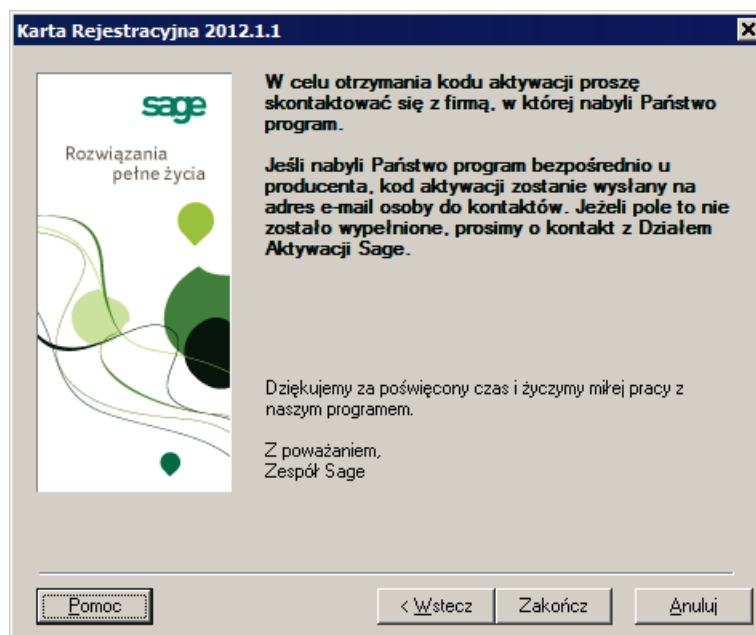 Karta Rejestracyjna 2012.1.1
sage
Rozwiązania
pełne życia
W celu otrzymania kodu aktywacji proszę
skontaktować się z firmą, w której nabyli Państwo
program.
Jeśli nabyli Państwo program bezpośrednio u
producenta, kod aktywacji zostanie wysłany na
adres e-mail osoby do kontaktów. Jeżeli pole to nie
zostało wypełnione, prosimy o kontakt z Działem
Aktywacji Sage.
Dziękujemy za poświęcony czas i życzymy miłej pracy z
naszym programem.
Z poważaniem,
Zespół Sage
Pomoc
< Wstecz
Zakończ
Anuluj